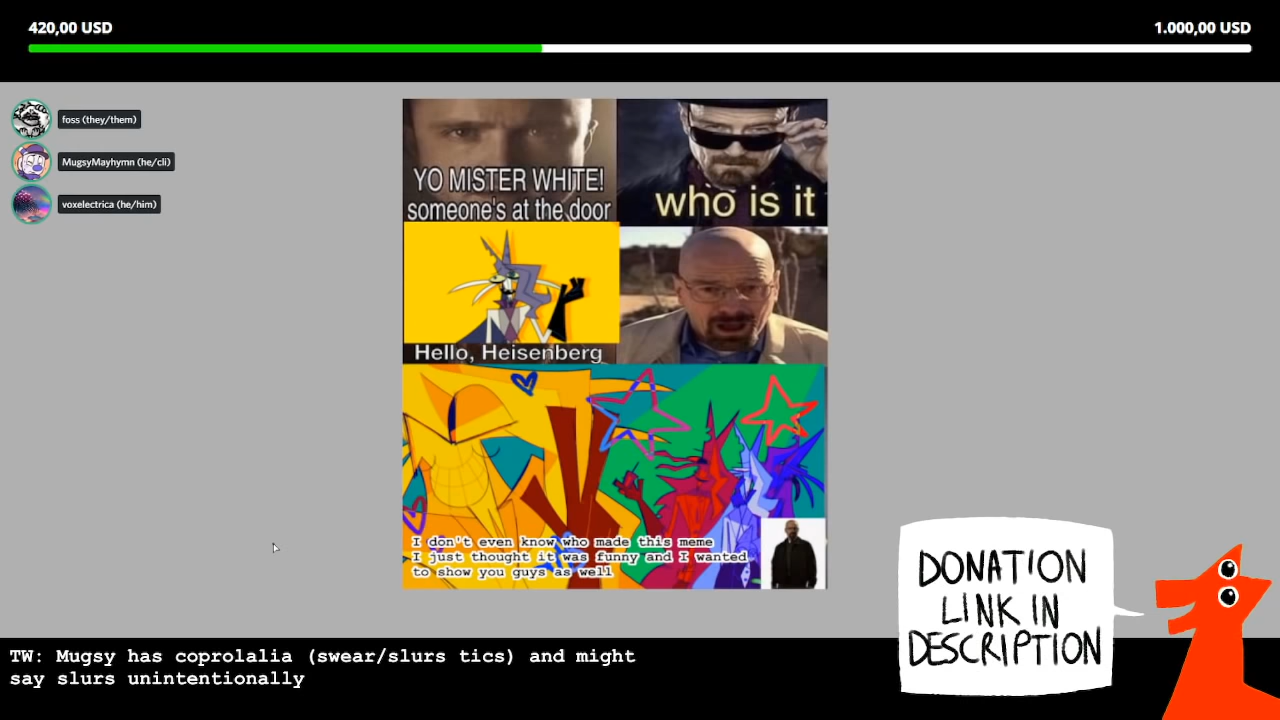 420,00 USD
1.000,00 USD
foss (they/them)
MugsyMayhymn (he/cli)
voxelectrica (he/him)
YO MISTER WHITE!
someone's at the door
who is it
Hello, Heisenberg
I don't even know who made this meme
I just thought it was funny and I wanted
to show you guys as well
DONATION
LINK IN
DESCRIPTION
TW: Mugsy has coprolalia (swear/slurs tics) and might
say slurs unintentionally